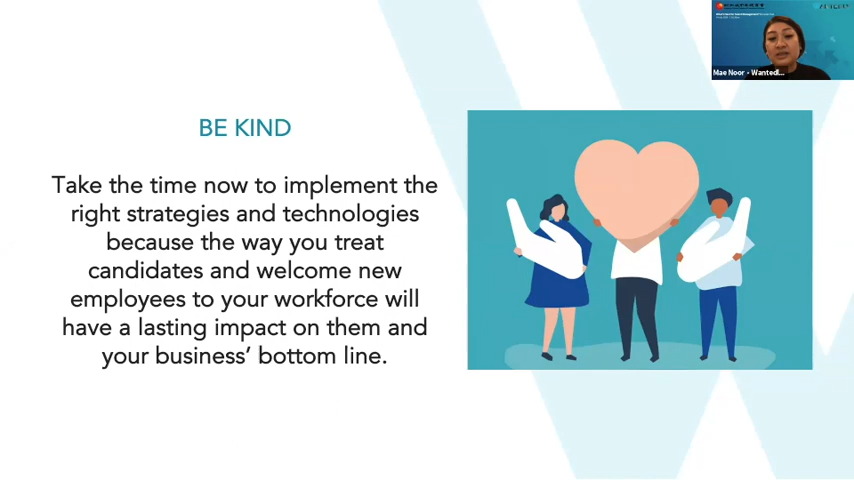 BE KIND
Take the time now to implement the
right strategies and technologies
because the way you treat
candidates and welcome new
employees to your workforce will
have a lasting impact on them and
your business’ bottom line.
Mae Noor - Wantedl...